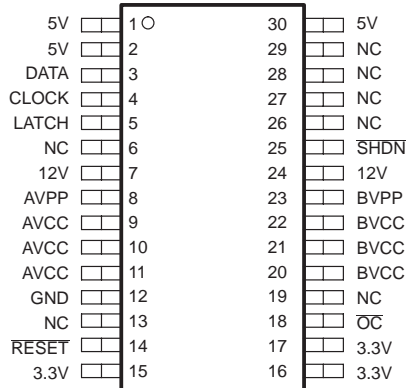 5V 1 30 5V
5V 2 29 NC
DATA 3 28 NC
CLOCK 4 27 NC
LATCH 5 26 NC
NC 6 25 SHDN
12V 7 24 12V
AVPP 8 23 BVPP
AVCC 9 22 BVCC
AVCC 10 21 BVCC
AVCC 11 20 BVCC
GND 12 19 NC
NC 13 18 OC
RESET 14 17 3.3V
3.3V 15 16 3.3V